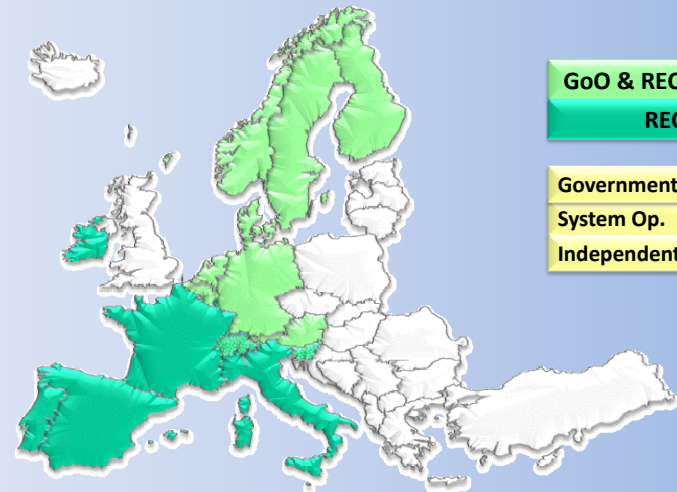 GoO & REC
REC
Government
System Op.
Independent